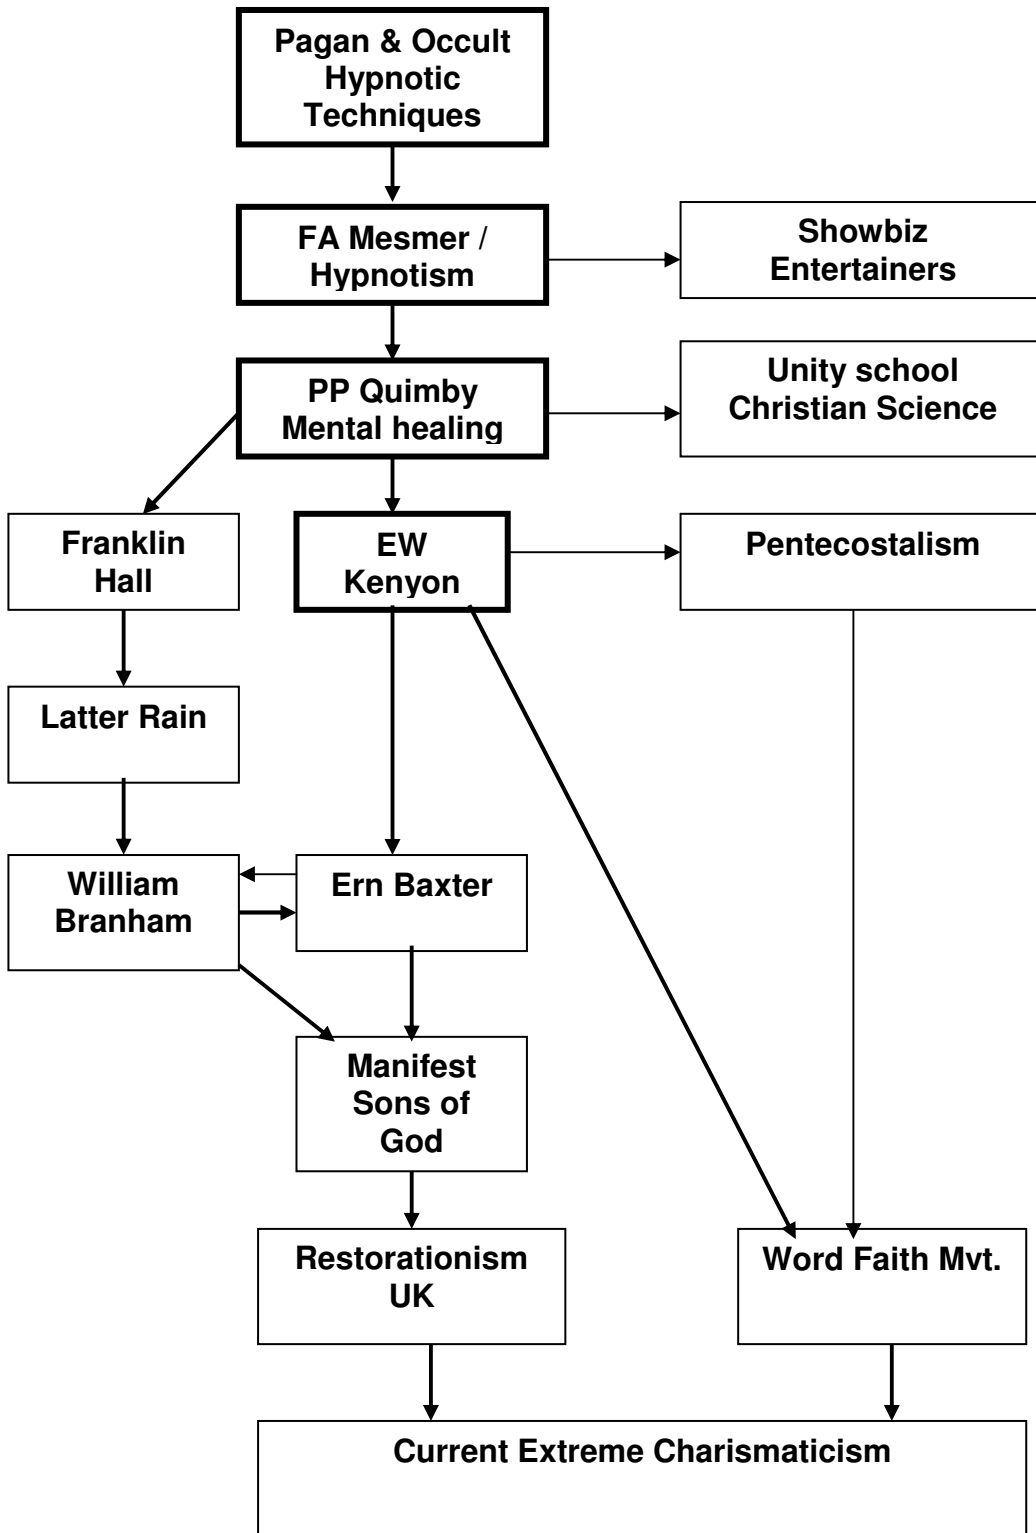 Pagan & Occult
Hypnotic
Techniques
FA Mesmer /
Hypnotism
Showbiz
Entertainers
PP Quimby
Mental healing
Unity school
Christian Science
Franklin
Hall
EW
Kenyon
Pentecostalism
Latter Rain
William
Branham
Ern Baxter
Manifest
Sons of
God
Restorationism
UK
Word Faith Mvt.
Current Extreme Charismaticism